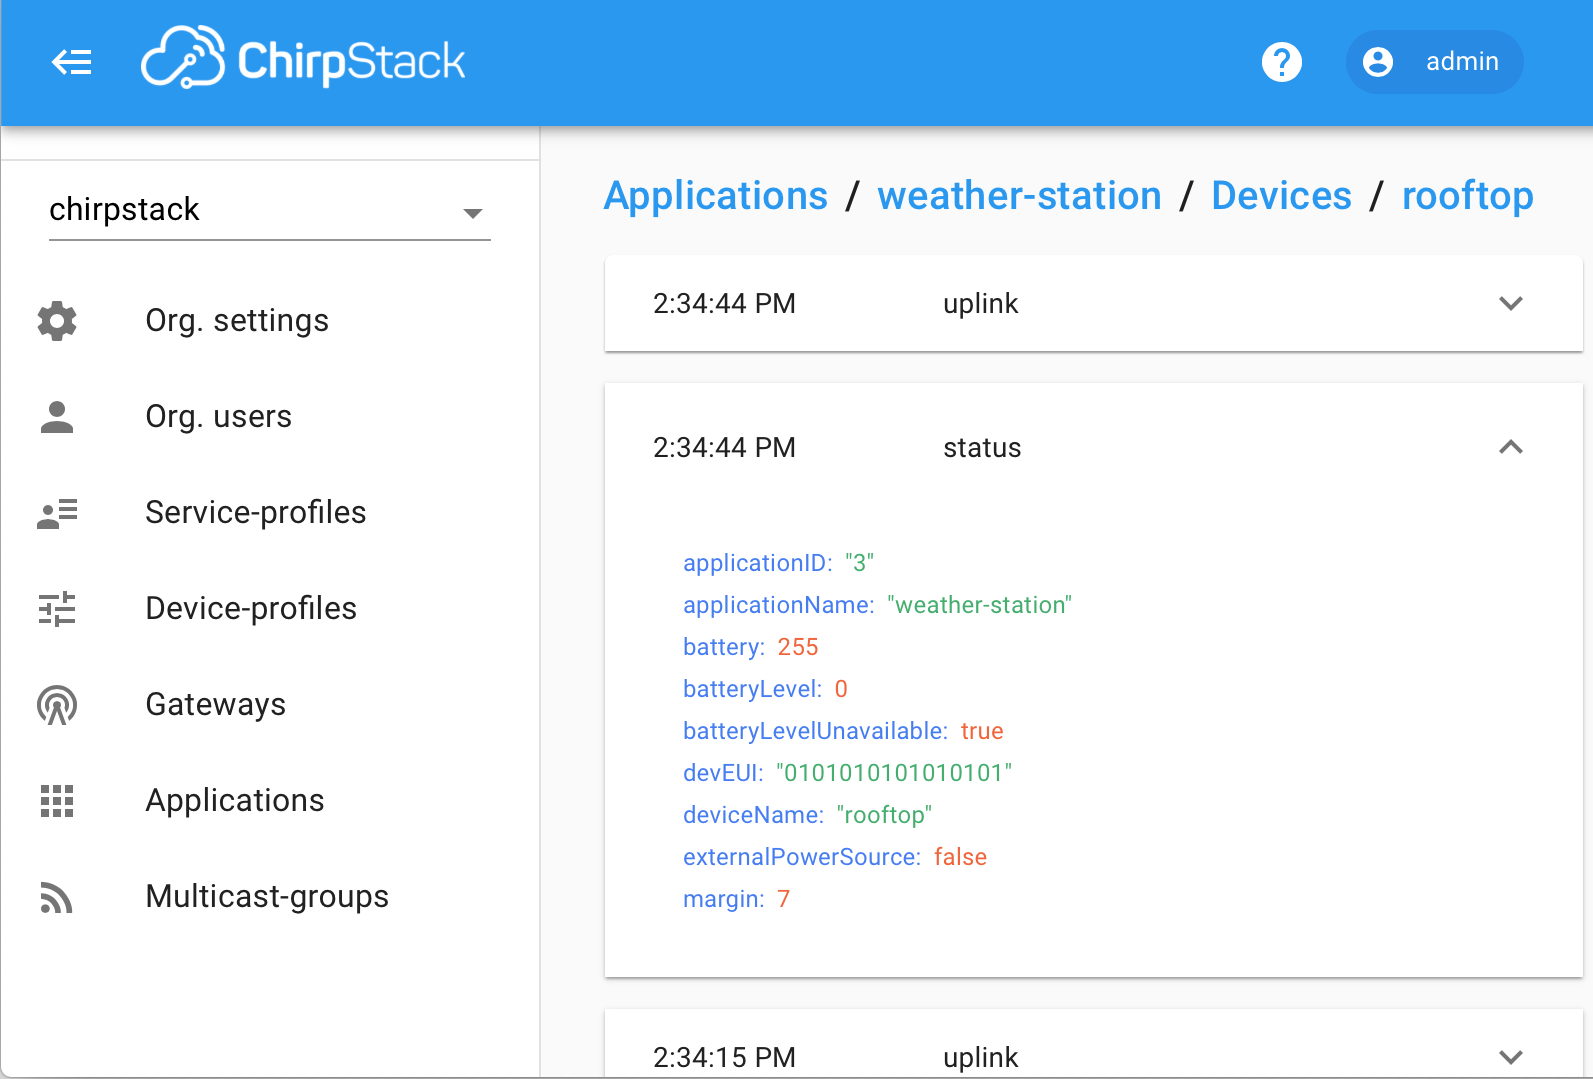 ChirpStack
? admin
chirpstack
Org. settings
Org. users
Service-profiles
Device-profiles
Gateways
Applications
Multicast-groups
Applications / weather-station / Devices / rooftop
2:34:44 PM uplink
2:34:44 PM status
applicationID: "3"
applicationName: "weather-station"
battery: 255
batteryLevel: 0
batteryLevelUnavailable: true
devEUI: "0101010101010101"
deviceName: "rooftop"
externalPowerSource: false
margin: 7
2:34:15 PM uplink